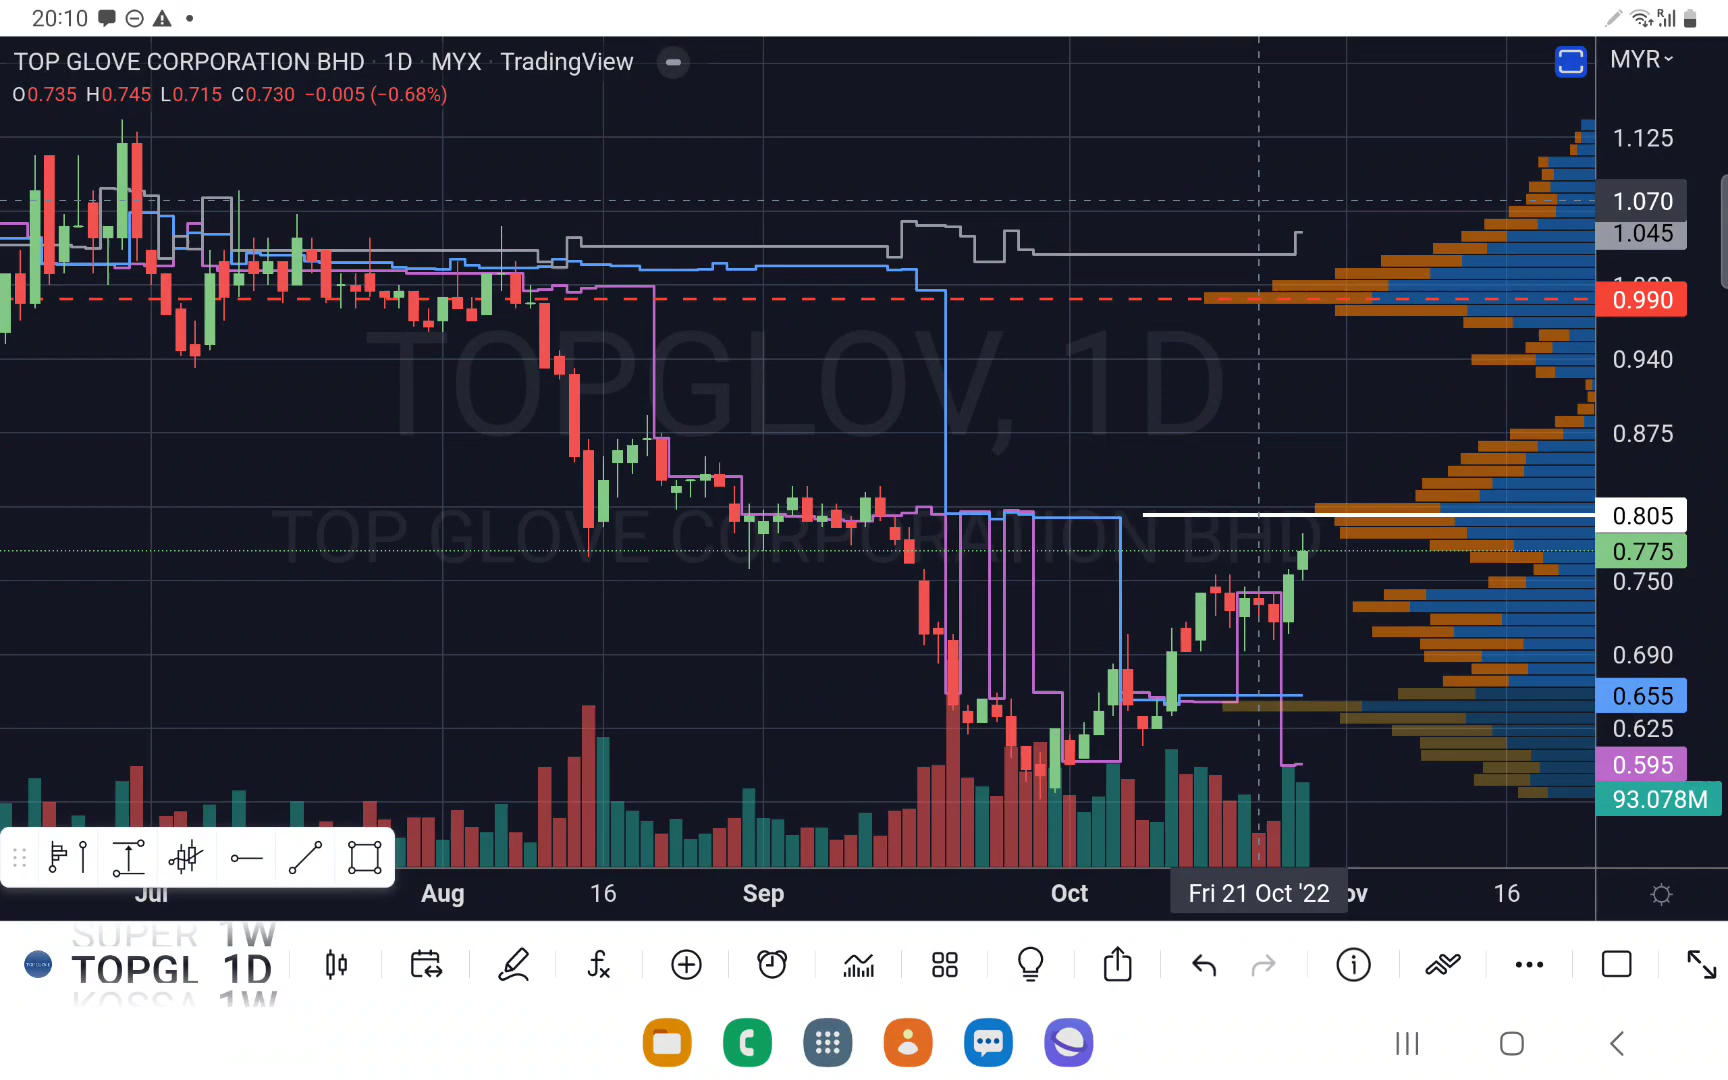 20:10
TOP GLOVE CORPORATION BHD · 1D · MYX · TradingView
MYR
O0.735 H0.745 L0.715 C0.730 −0.005 (−0.68%)
1.125
1.070
1.045
0.990
0.940
0.875
0.805
0.775
0.750
0.690
0.655
0.625
0.595
93.078M
TOPGLOV, 1D
TOP GLOVE CORPORATION BHD
Jul
Aug
16
Sep
Oct
Fri 21 Oct '22
ov
16
SUPER 1W
TOPGL 1D
KOSSA 1W